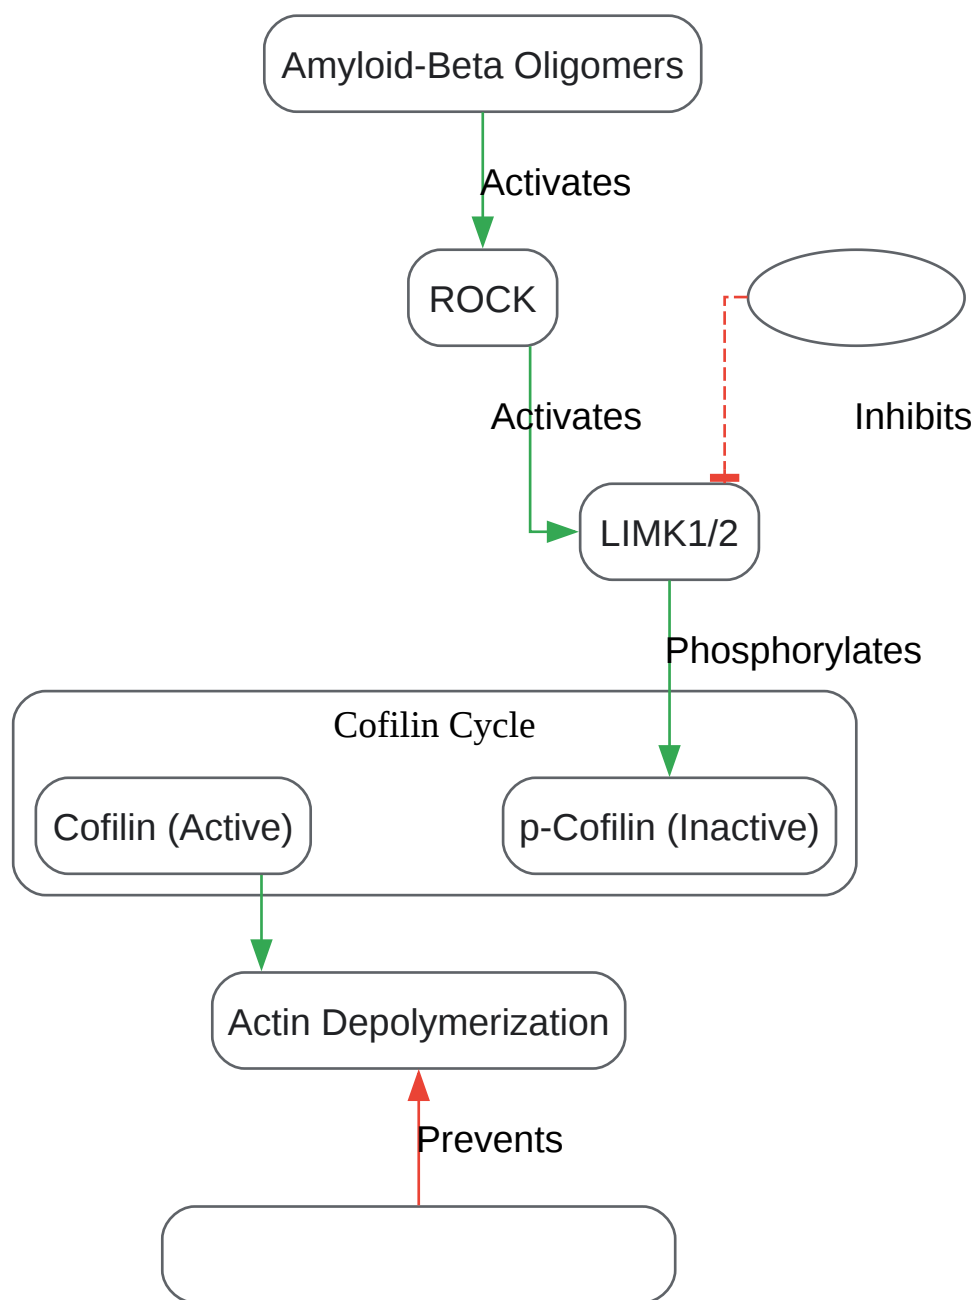 Amyloid-Beta Oligomers
Activates
ROCK
Activates
Inhibits
LIMK1/2
Phosphorylates
Cofilin Cycle
Cofilin (Active)
p-Cofilin (Inactive)
Actin Depolymerization
Prevents